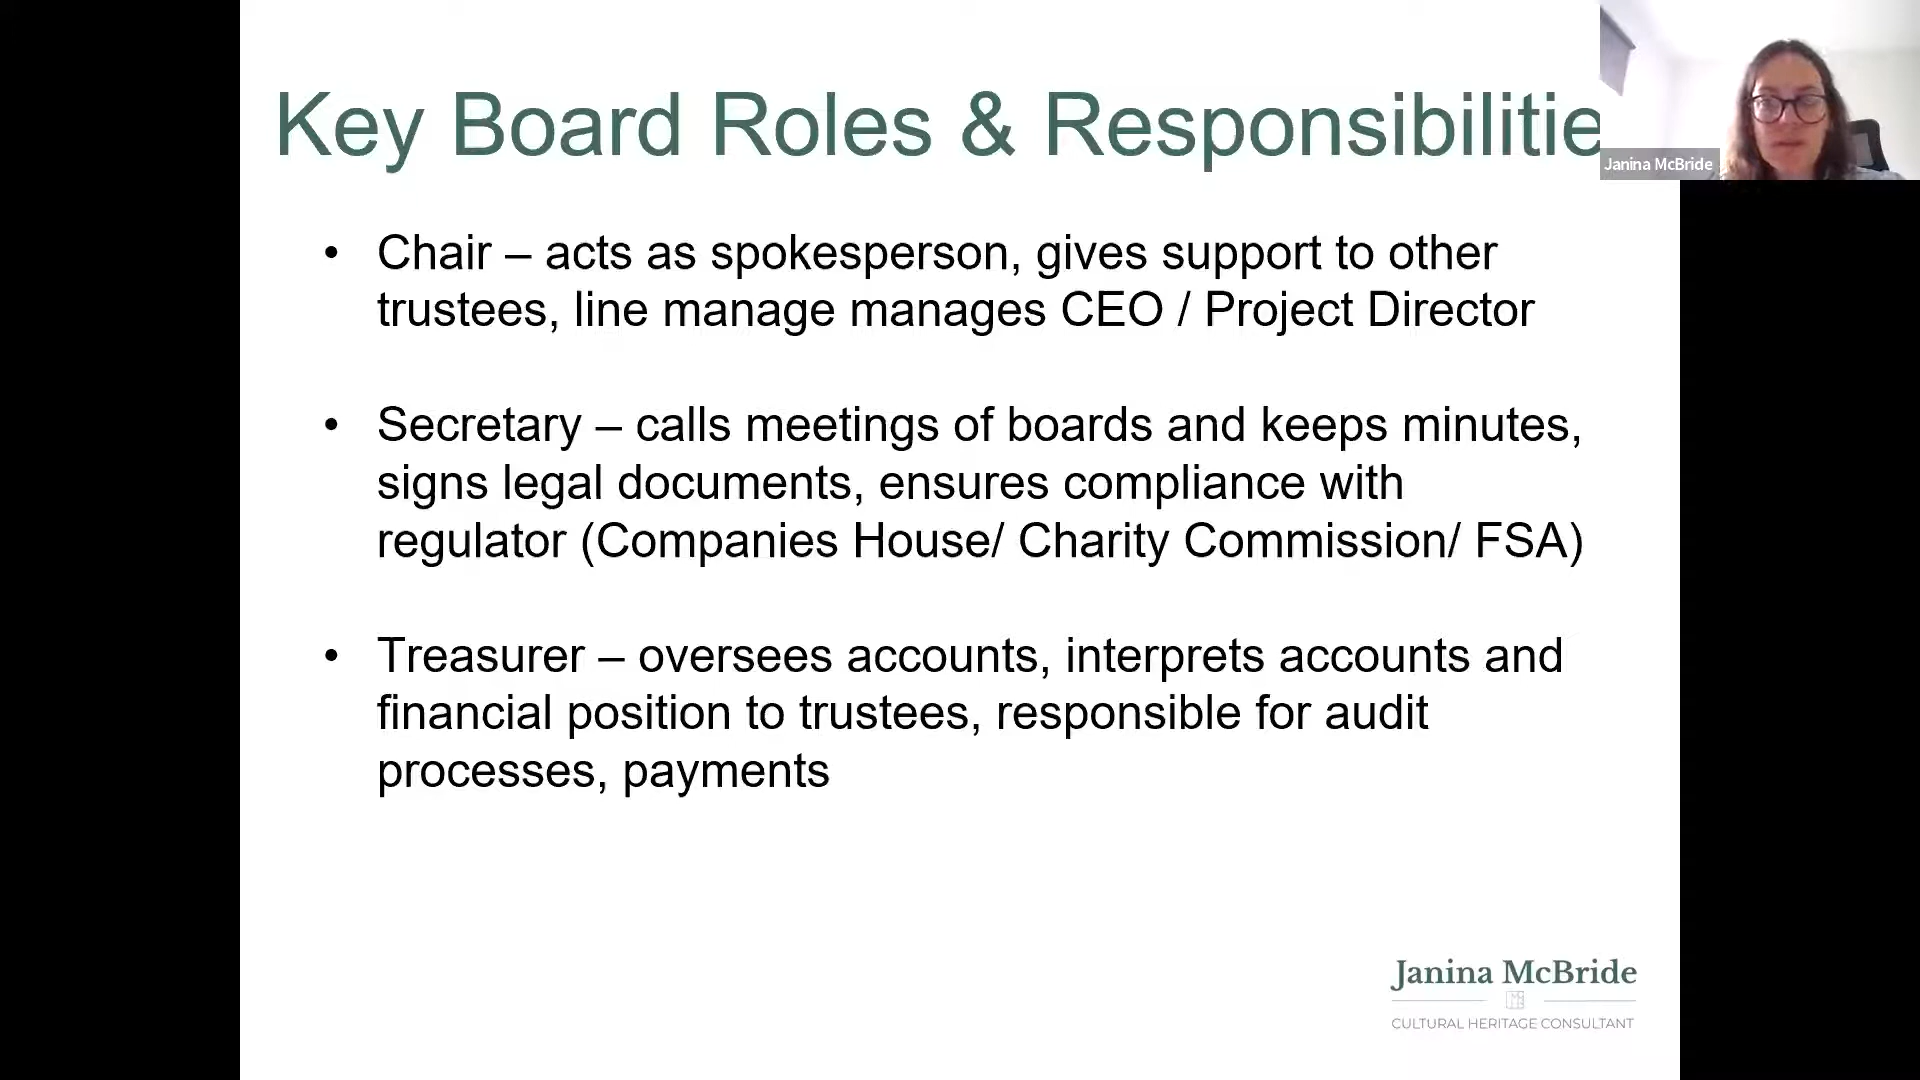 Key Board Roles & Responsibilitie
Janina McBride
• Chair – acts as spokesperson, gives support to other
trustees, line manage manages CEO / Project Director
• Secretary – calls meetings of boards and keeps minutes,
signs legal documents, ensures compliance with
regulator (Companies House/ Charity Commission/ FSA)
• Treasurer – oversees accounts, interprets accounts and
financial position to trustees, responsible for audit
processes, payments
Janina McBride
CULTURAL HERITAGE CONSULTANT